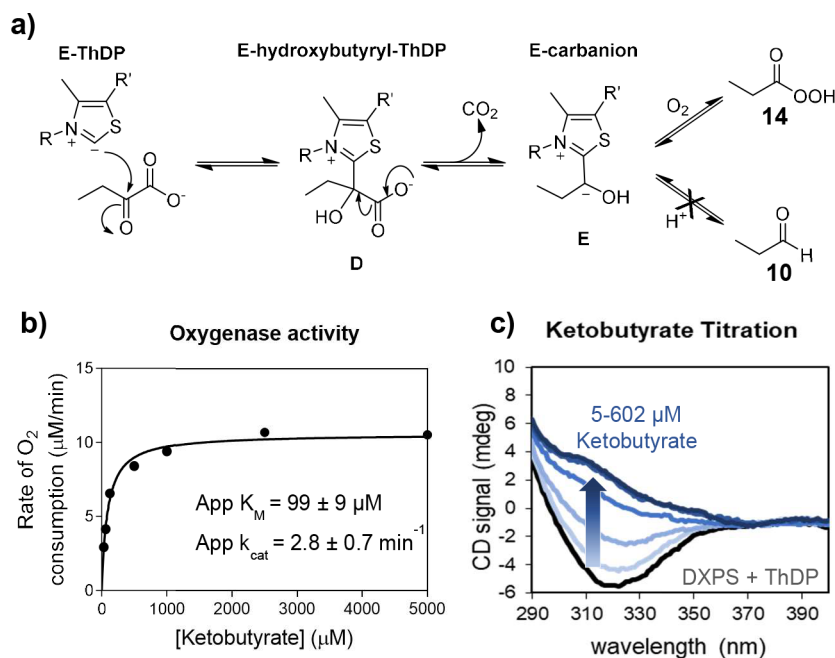 a)
E-ThDP
E-hydroxybutyryl-ThDP
E-carbanion
R'
S
N
+
R
−
O
O-
O
R'
S
N
+
R
HO
O
O-
D
CO2
R'
S
N
+
R
OH
−
E
O2
O
OOH
14
H+
O
H
10
b)
Oxygenase activity
Rate of O2
consumption (μM/min)
15
10
5
0
App KM = 99 ± 9 μM
App kcat = 2.8 ± 0.7 min-1
0 1000 2000 3000 4000 5000
[Ketobutyrate] (μM)
c)
Ketobutyrate Titration
CD signal (mdeg)
10
8
6
4
2
0
-2
-4
-6
5-602 μM
Ketobutyrate
DXPS + ThDP
290 310 330 350 370 390
wavelength (nm)